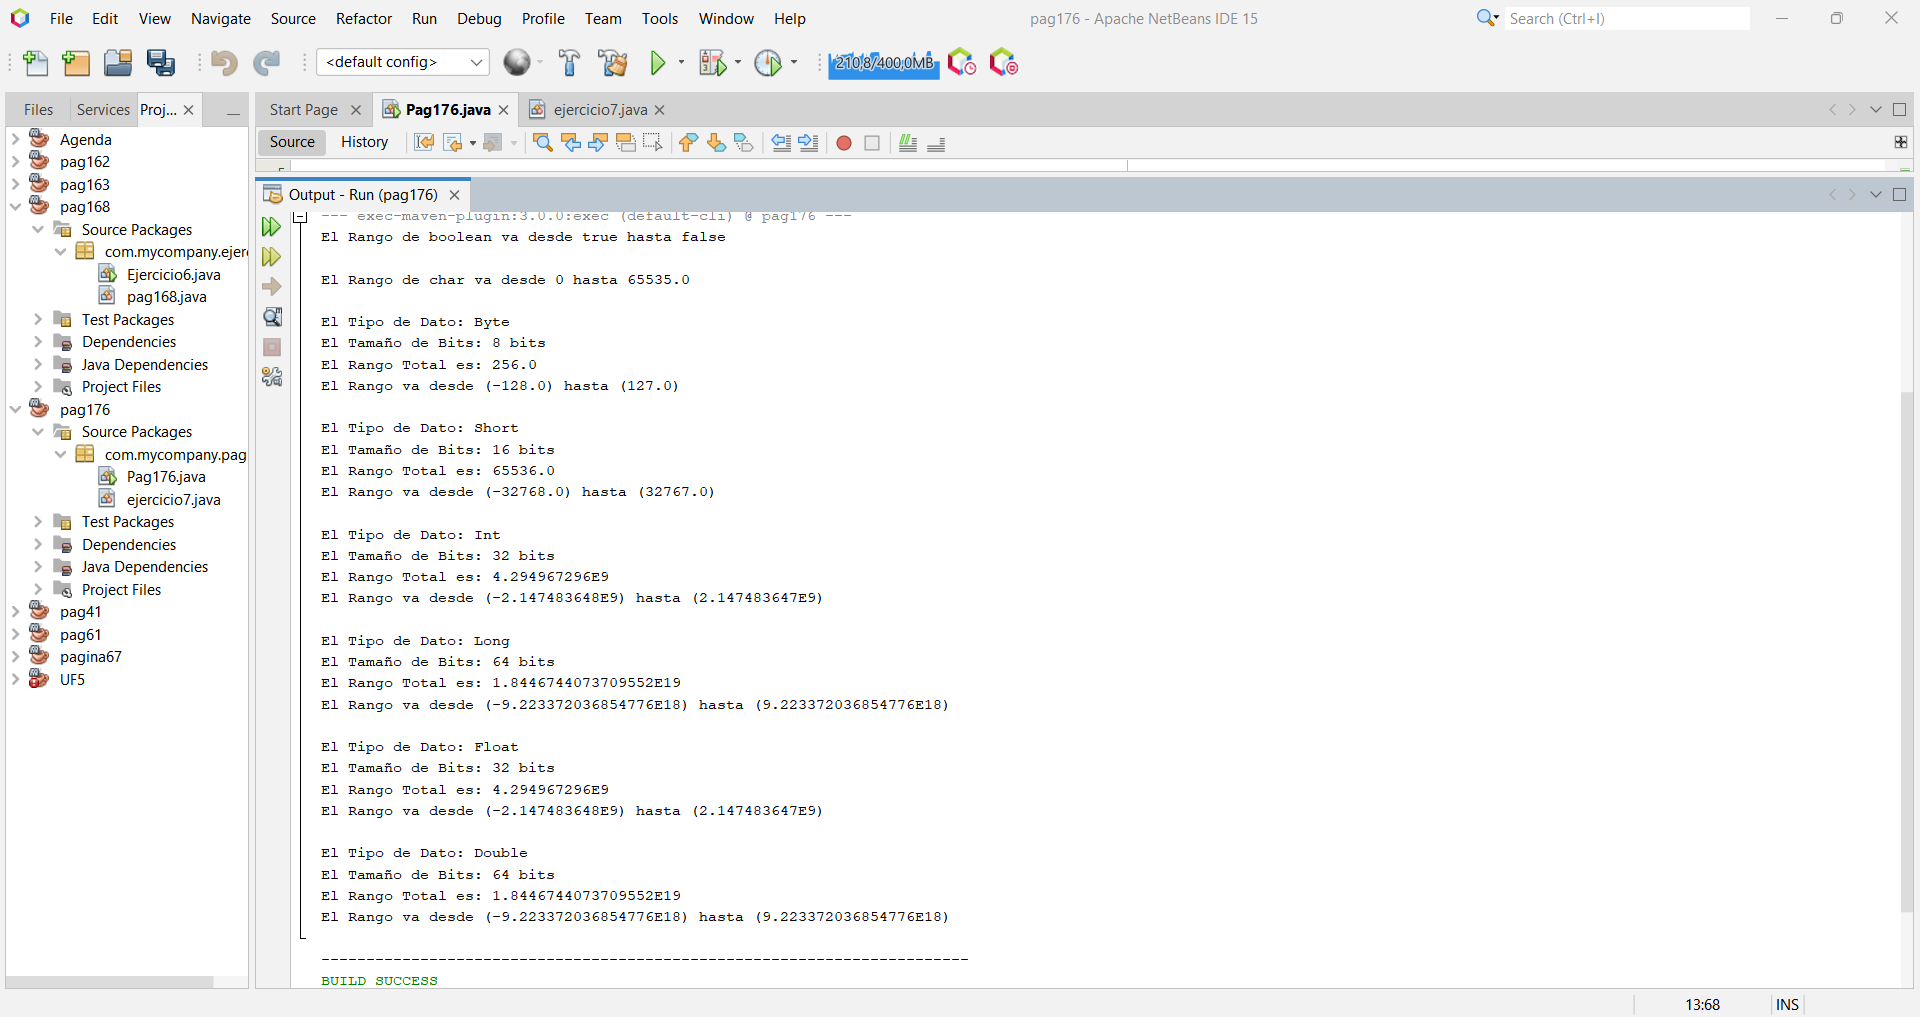 File Edit View Navigate Source Refactor Run Debug Profile Team Tools Window Help
pag176 - Apache NetBeans IDE 15
Search (Ctrl+I)
<default config>
210,8/400,0MB
Files Services Proj...
Start Page Pag176.java ejercicio7.java
Source History
Agenda
pag162
pag163
pag168
Source Packages
com.mycompany.ejer
Ejercicio6.java
pag168.java
Test Packages
Dependencies
Java Dependencies
Project Files
pag176
Source Packages
com.mycompany.pag
Pag176.java
ejercicio7.java
Test Packages
Dependencies
Java Dependencies
Project Files
pag41
pag61
pagina67
UF5
Output - Run (pag176)
--- exec-maven-plugin:3.0.0:exec (default-cli) @ pag176 ---
El Rango de boolean va desde true hasta false
El Rango de char va desde 0 hasta 65535.0
El Tipo de Dato: Byte
El Tamaño de Bits: 8 bits
El Rango Total es: 256.0
El Rango va desde (-128.0) hasta (127.0)
El Tipo de Dato: Short
El Tamaño de Bits: 16 bits
El Rango Total es: 65536.0
El Rango va desde (-32768.0) hasta (32767.0)
El Tipo de Dato: Int
El Tamaño de Bits: 32 bits
El Rango Total es: 4.294967296E9
El Rango va desde (-2.147483648E9) hasta (2.147483647E9)
El Tipo de Dato: Long
El Tamaño de Bits: 64 bits
El Rango Total es: 1.8446744073709552E19
El Rango va desde (-9.223372036854776E18) hasta (9.223372036854776E18)
El Tipo de Dato: Float
El Tamaño de Bits: 32 bits
El Rango Total es: 4.294967296E9
El Rango va desde (-2.147483648E9) hasta (2.147483647E9)
El Tipo de Dato: Double
El Tamaño de Bits: 64 bits
El Rango Total es: 1.8446744073709552E19
El Rango va desde (-9.223372036854776E18) hasta (9.223372036854776E18)
------------------------------------------------------------------------
BUILD SUCCESS
13:68 INS